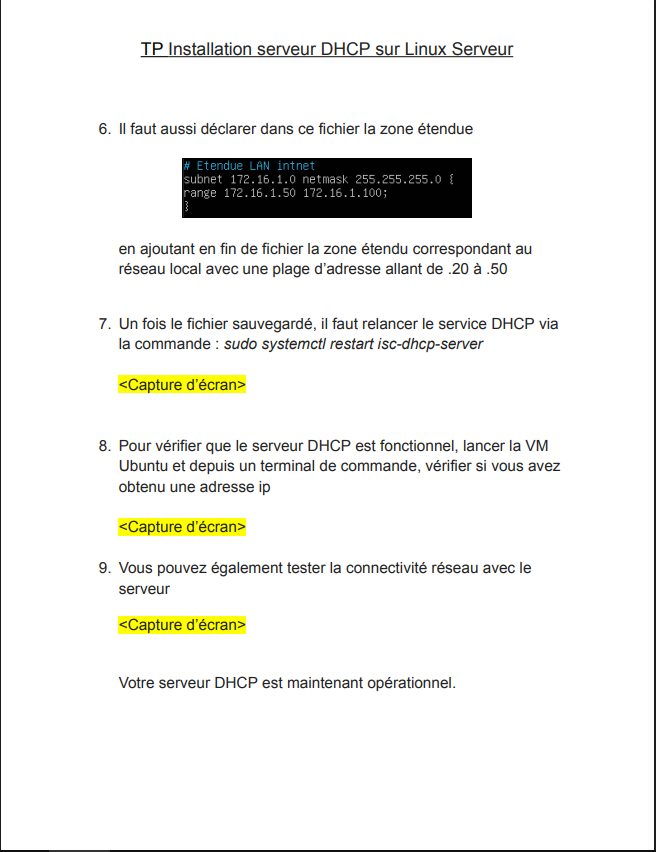 TP Installation serveur DHCP sur Linux Serveur
6. Il faut aussi déclarer dans ce fichier la zone étendue
# Etendue LAN intnet
subnet 172.16.1.0 netmask 255.255.255.0 {
range 172.16.1.50 172.16.1.100;
}
en ajoutant en fin de fichier la zone étendu correspondant au
réseau local avec une plage d’adresse allant de .20 à .50
7. Un fois le fichier sauvegardé, il faut relancer le service DHCP via
la commande : sudo systemctl restart isc-dhcp-server
<Capture d’écran>
8. Pour vérifier que le serveur DHCP est fonctionnel, lancer la VM
Ubuntu et depuis un terminal de commande, vérifier si vous avez
obtenu une adresse ip
<Capture d’écran>
9. Vous pouvez également tester la connectivité réseau avec le
serveur
<Capture d’écran>
Votre serveur DHCP est maintenant opérationnel.